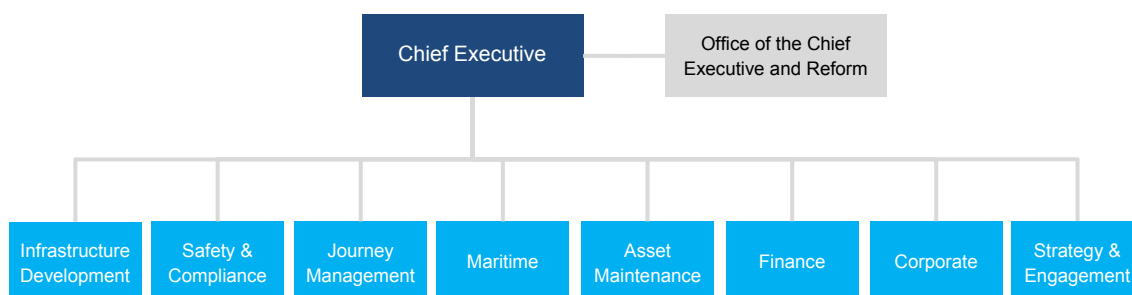 Chief Executive
Office of the Chief
Executive and Reform
Infrastructure
Development
Safety &
Compliance
Journey
Management
Maritime
Asset
Maintenance
Finance
Corporate
Strategy &
Engagement